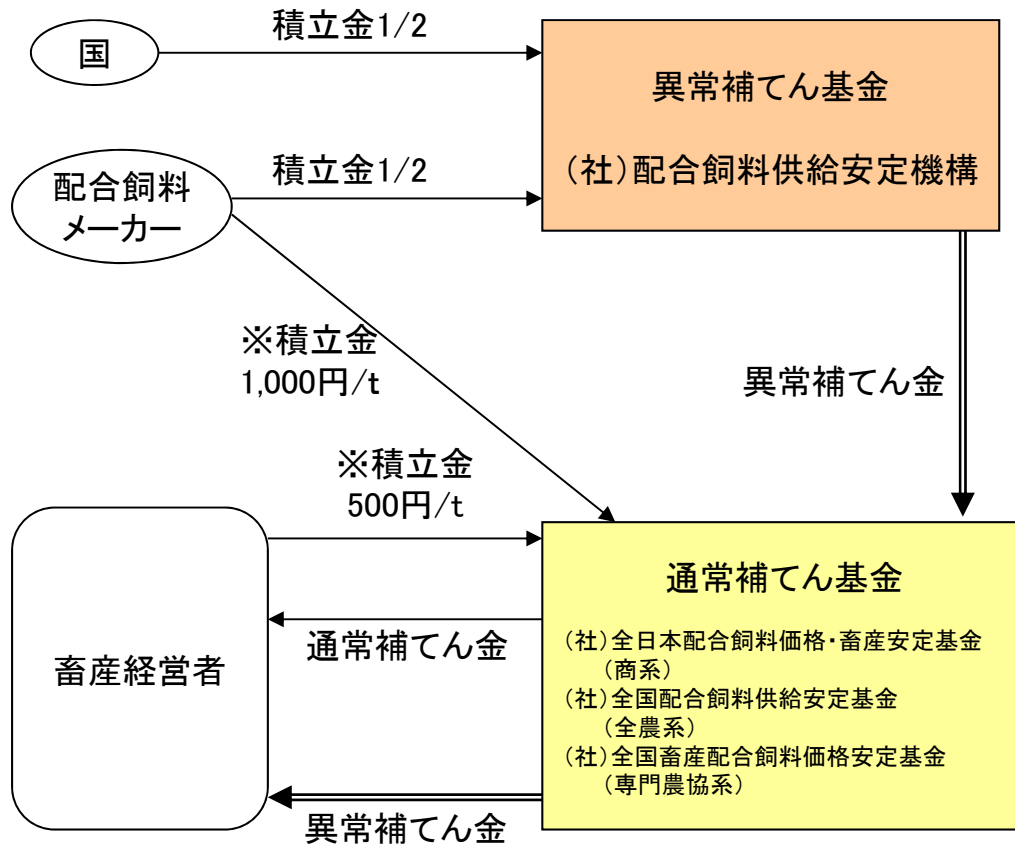 国
積立金1/2
異常補てん基金
(社)配合飼料供給安定機構
配合飼料
メーカー
積立金1/2
※積立金
1,000円/t
異常補てん金
※積立金
500円/t
畜産経営者
通常補てん金
異常補てん金
通常補てん基金
(社)全日本配合飼料価格・畜産安定基金
(商系)
(社)全国配合飼料供給安定基金
(全農系)
(社)全国畜産配合飼料価格安定基金
(専門農協系)